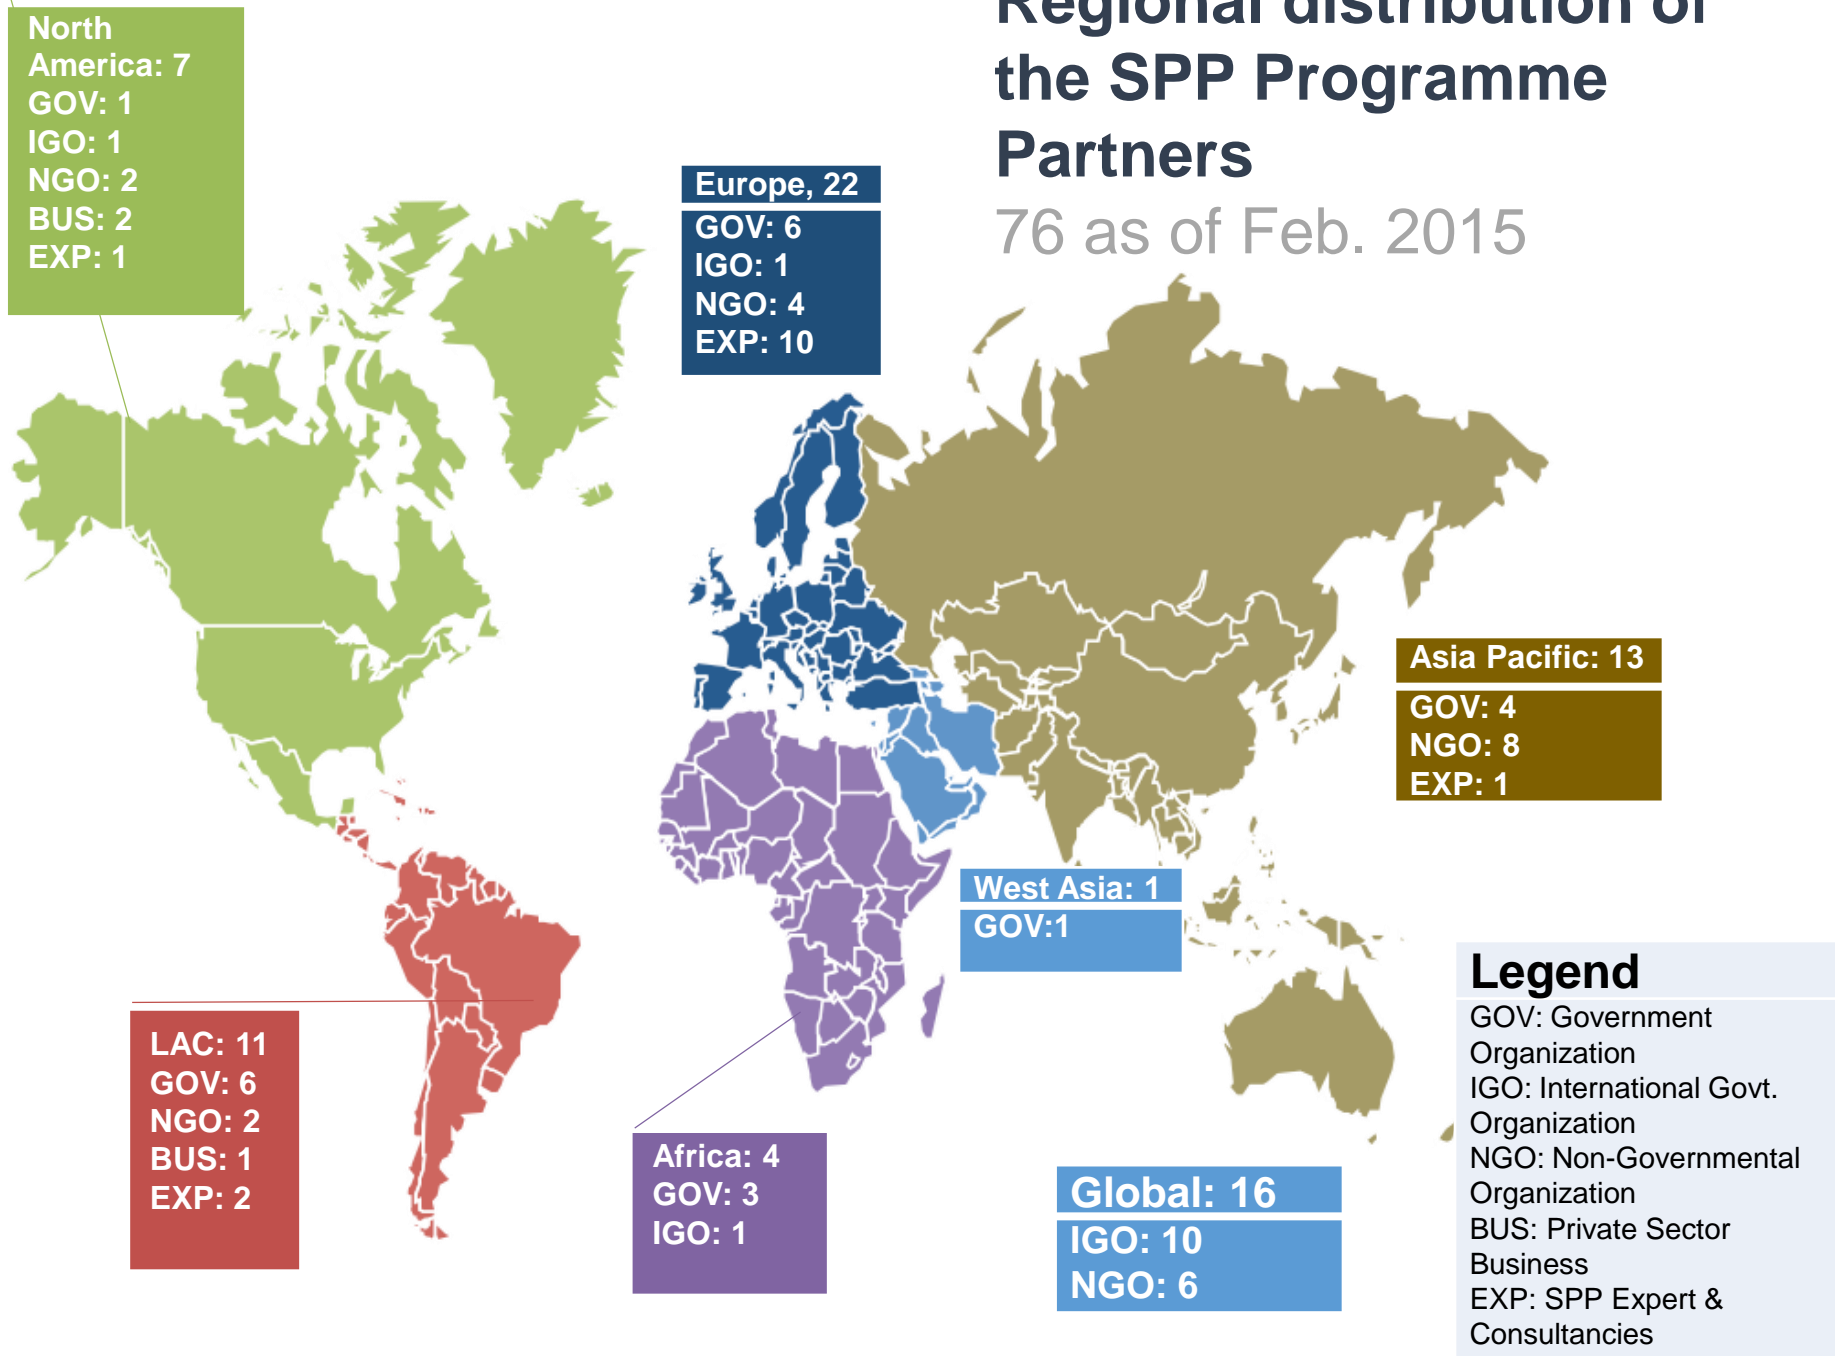 Regional distribution of
the SPP Programme
Partners
76 as of Feb. 2015
North
America: 7
GOV: 1
IGO: 1
NGO: 2
BUS: 2
EXP: 1
Europe, 22
GOV: 6
IGO: 1
NGO: 4
EXP: 10
Asia Pacific: 13
GOV: 4
NGO: 8
EXP: 1
West Asia: 1
GOV:1
LAC: 11
GOV: 6
NGO: 2
BUS: 1
EXP: 2
Africa: 4
GOV: 3
IGO: 1
Global: 16
IGO: 10
NGO: 6
Legend
GOV: Government
Organization
IGO: International Govt.
Organization
NGO: Non-Governmental
Organization
BUS: Private Sector
Business
EXP: SPP Expert &
Consultancies